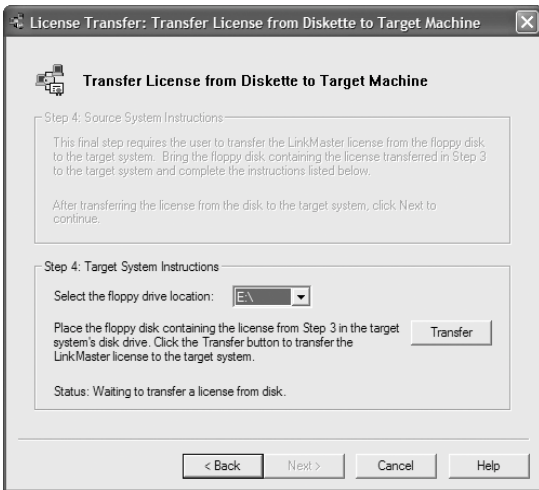 License Transfer: Transfer License from Diskette to Target Machine
Transfer License from Diskette to Target Machine
Step 4: Source System Instructions
This final step requires the user to transfer the LinkMaster license from the floppy disk
to the target system. Bring the floppy disk containing the license transferred in Step 3
to the target system and complete the instructions listed below.
After transferring the license from the disk to the target system, click Next to
continue.
Step 4: Target System Instructions
Select the floppy drive location: E:\
Place the floppy disk containing the license from Step 3 in the target
system's disk drive. Click the Transfer button to transfer the
LinkMaster license to the target system.
Transfer
Status: Waiting to transfer a license from disk.
< Back Next > Cancel Help